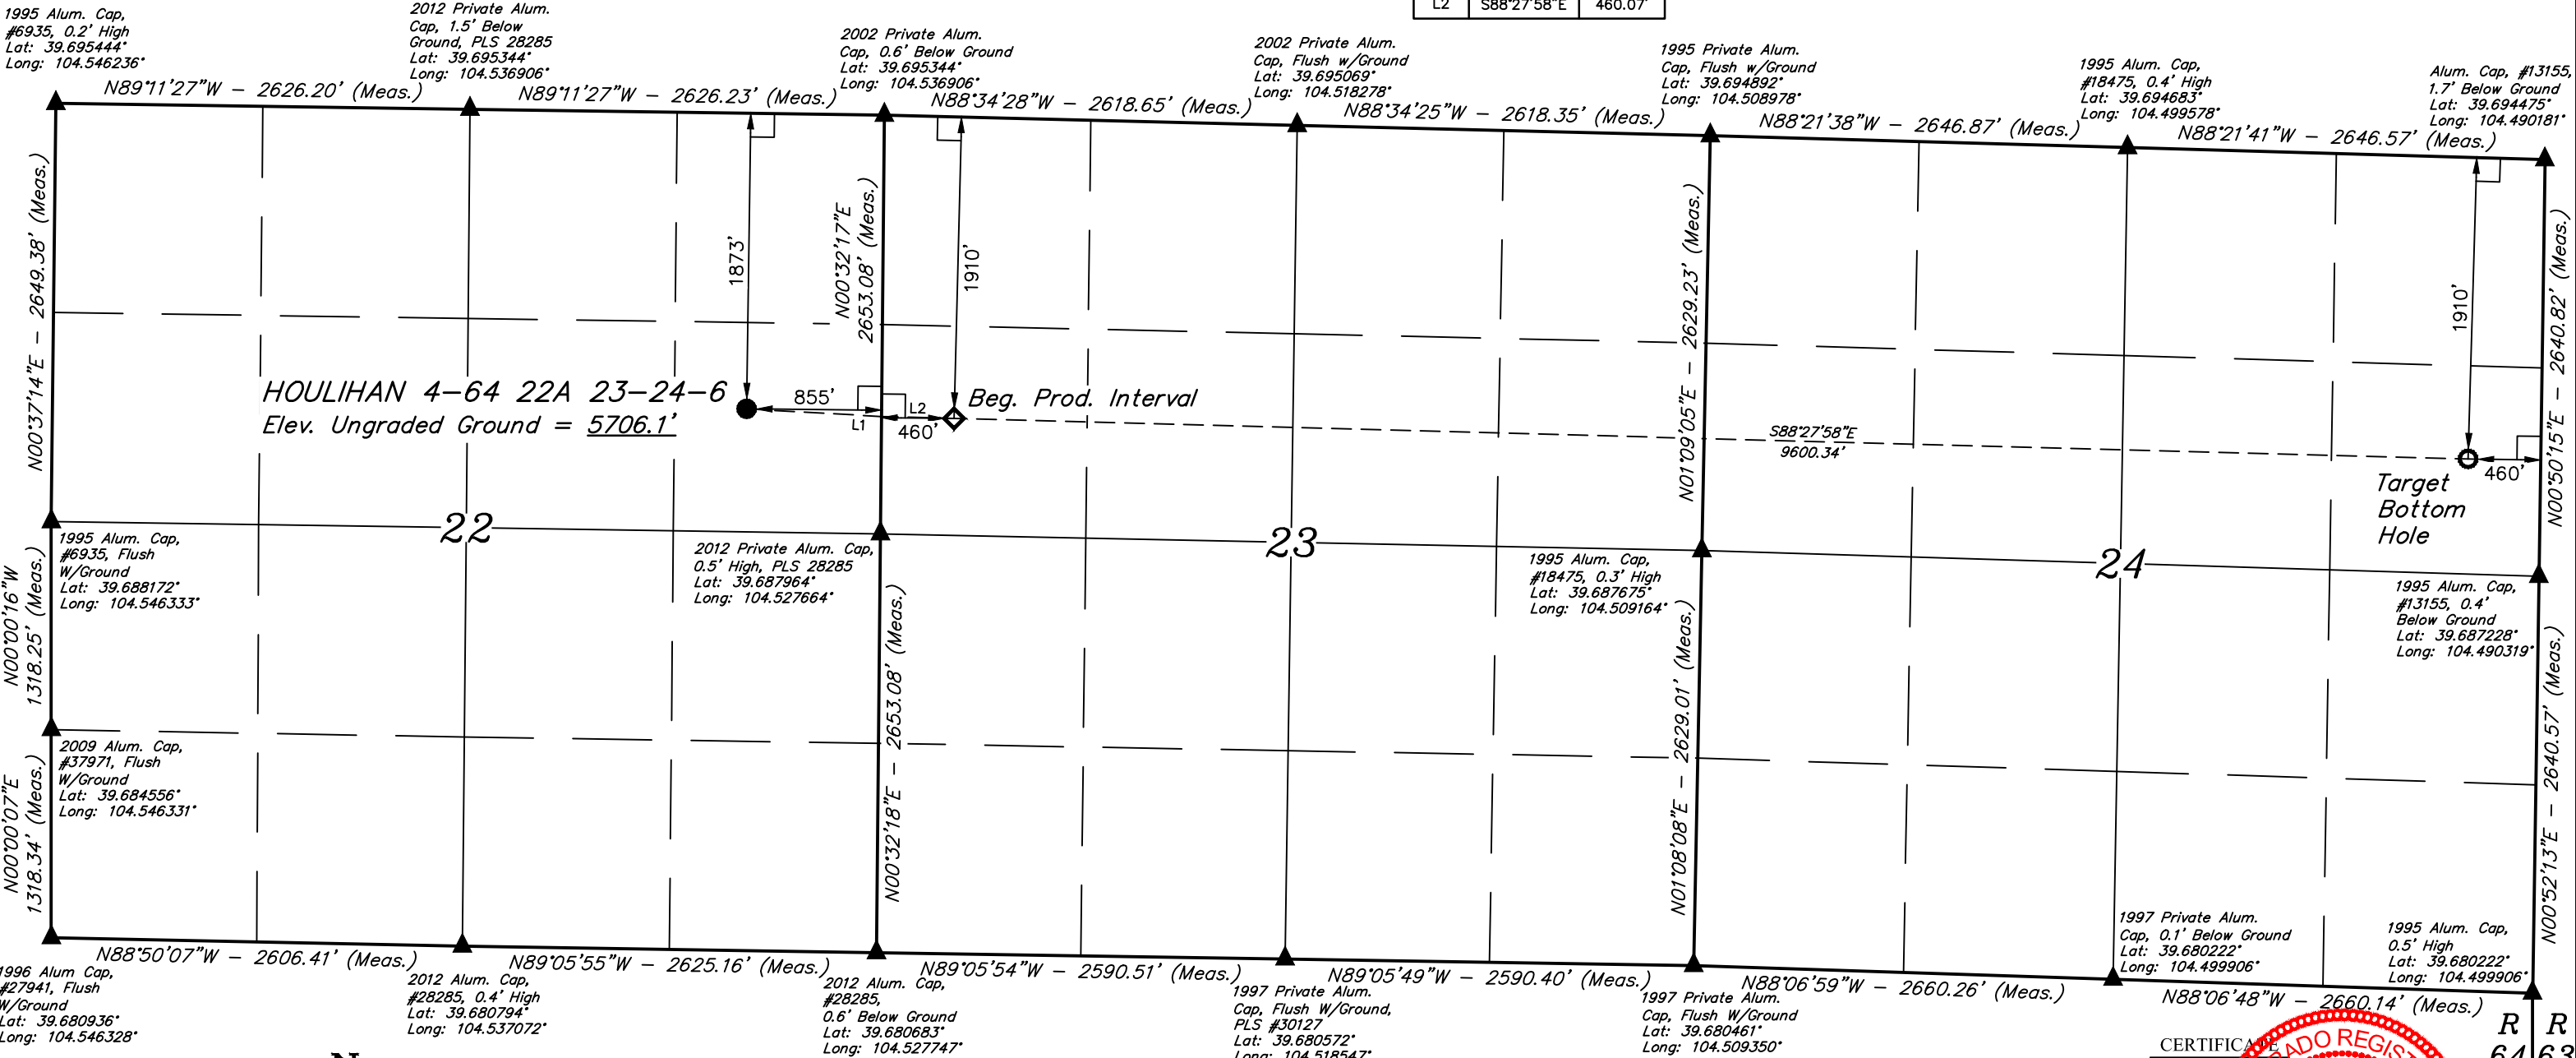 L2 S88°27'58"E 460.07'
1995 Alum. Cap,
#6935, 0.2' High
Lat: 39.695444°
Long: 104.546236°
2012 Private Alum.
Cap, 1.5' Below
Ground, PLS 28285
Lat: 39.695344°
Long: 104.536906°
2002 Private Alum.
Cap, 0.6' Below Ground
Lat: 39.695344°
Long: 104.536906°
2002 Private Alum.
Cap, Flush w/Ground
Lat: 39.695069°
Long: 104.518278°
1995 Private Alum.
Cap, Flush w/Ground
Lat: 39.694892°
Long: 104.508978°
1995 Alum. Cap,
#18475, 0.4' High
Lat: 39.694683°
Long: 104.499578°
Alum. Cap, #13155,
1.7' Below Ground
Lat: 39.694475°
Long: 104.490181°
N89°11'27"W - 2626.20' (Meas.)
N89°11'27"W - 2626.23' (Meas.)
N88°34'28"W - 2618.65' (Meas.)
N88°34'25"W - 2618.35' (Meas.)
N88°21'38"W - 2646.87' (Meas.)
N88°21'41"W - 2646.57' (Meas.)
N00°37'14"E - 2649.38' (Meas.)
1873'
N00°32'17"E
2653.08' (Meas.)
1910'
N01°09'05"E - 2629.23' (Meas.)
1910'
N00°50'15"E - 2640.82' (Meas.)
HOULIHAN 4-64 22A 23-24-6
Elev. Ungraded Ground = 5706.1'
855'
L1
L2
460'
Beg. Prod. Interval
S88°27'58"E
9600.34'
460'
Target
Bottom
Hole
22
23
24
1995 Alum. Cap,
#6935, Flush
W/Ground
Lat: 39.688172°
Long: 104.546333°
2012 Private Alum. Cap,
0.5' High, PLS 28285
Lat: 39.687964°
Long: 104.527664°
1995 Alum. Cap,
#18475, 0.3' High
Lat: 39.687675°
Long: 104.509164°
1995 Alum. Cap,
#13155, 0.4'
Below Ground
Lat: 39.687228°
Long: 104.490319°
N00°00'16"W
1318.25' (Meas.)
N00°32'18"E - 2653.08' (Meas.)
N01°08'08"E - 2629.01' (Meas.)
N00°52'13"E - 2640.57' (Meas.)
2009 Alum. Cap,
#37971, Flush
W/Ground
Lat: 39.684556°
Long: 104.546331°
N00°00'07"E
1318.34' (Meas.)
1997 Private Alum.
Cap, 0.1' Below Ground
Lat: 39.680222°
Long: 104.499906°
1995 Alum. Cap,
0.5' High
Lat: 39.680222°
Long: 104.499906°
N88°50'07"W - 2606.41' (Meas.)
N89°05'55"W - 2625.16' (Meas.)
N89°05'54"W - 2590.51' (Meas.)
N89°05'49"W - 2590.40' (Meas.)
N88°06'59"W - 2660.26' (Meas.)
N88°06'48"W - 2660.14' (Meas.)
1996 Alum Cap,
#27941, Flush
W/Ground
Lat: 39.680936°
Long: 104.546328°
2012 Alum. Cap,
#28285, 0.4' High
Lat: 39.680794°
Long: 104.537072°
2012 Alum. Cap,
#28285,
0.6' Below Ground
Lat: 39.680683°
Long: 104.527747°
1997 Private Alum.
Cap, Flush W/Ground,
PLS #30127
Lat: 39.680572°
Long: 104.518547°
1997 Private Alum.
Cap, Flush W/Ground
Lat: 39.680461°
Long: 104.509350°
R R
64 63
N
CERTIFICATE
ADO REGIS